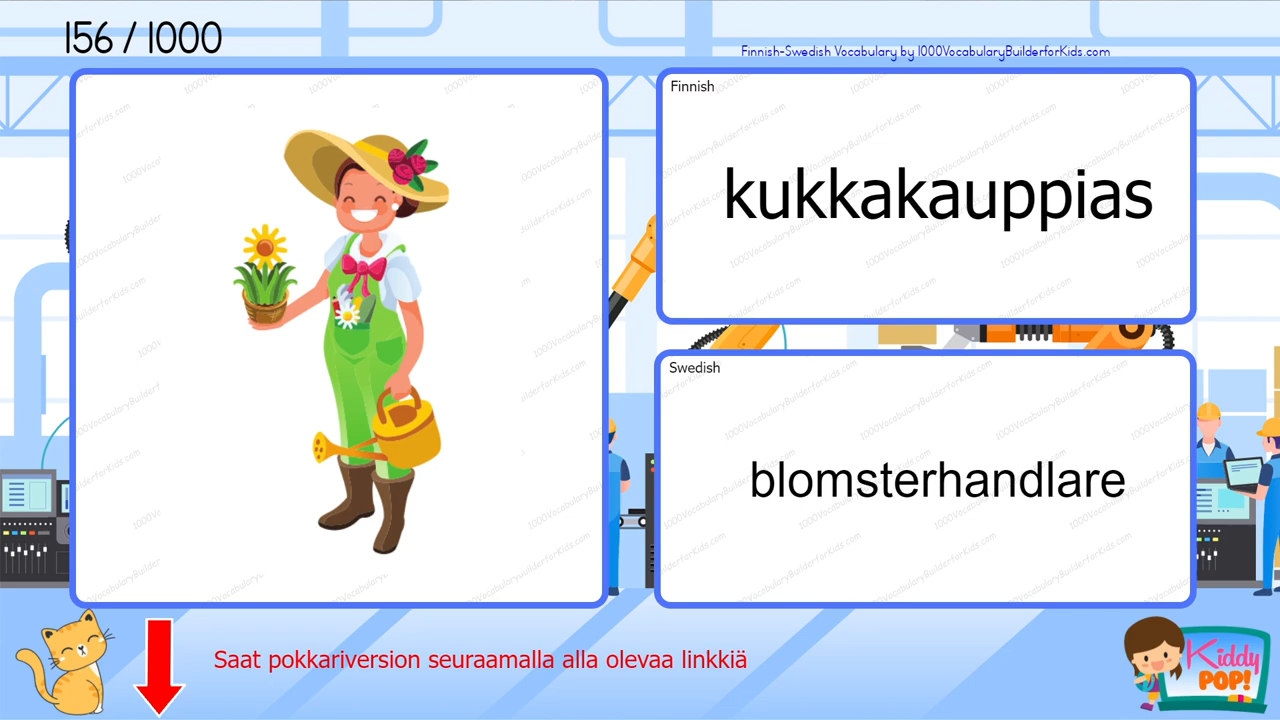 156 / 1000
Finnish-Swedish Vocabulary by 1000VocabularyBuilderforKids.com
Finnish
kukkakauppias
Swedish
blomsterhandlare
Saat pokkariversion seuraamalla alla olevaa linkkiä
Kiddy
POP!